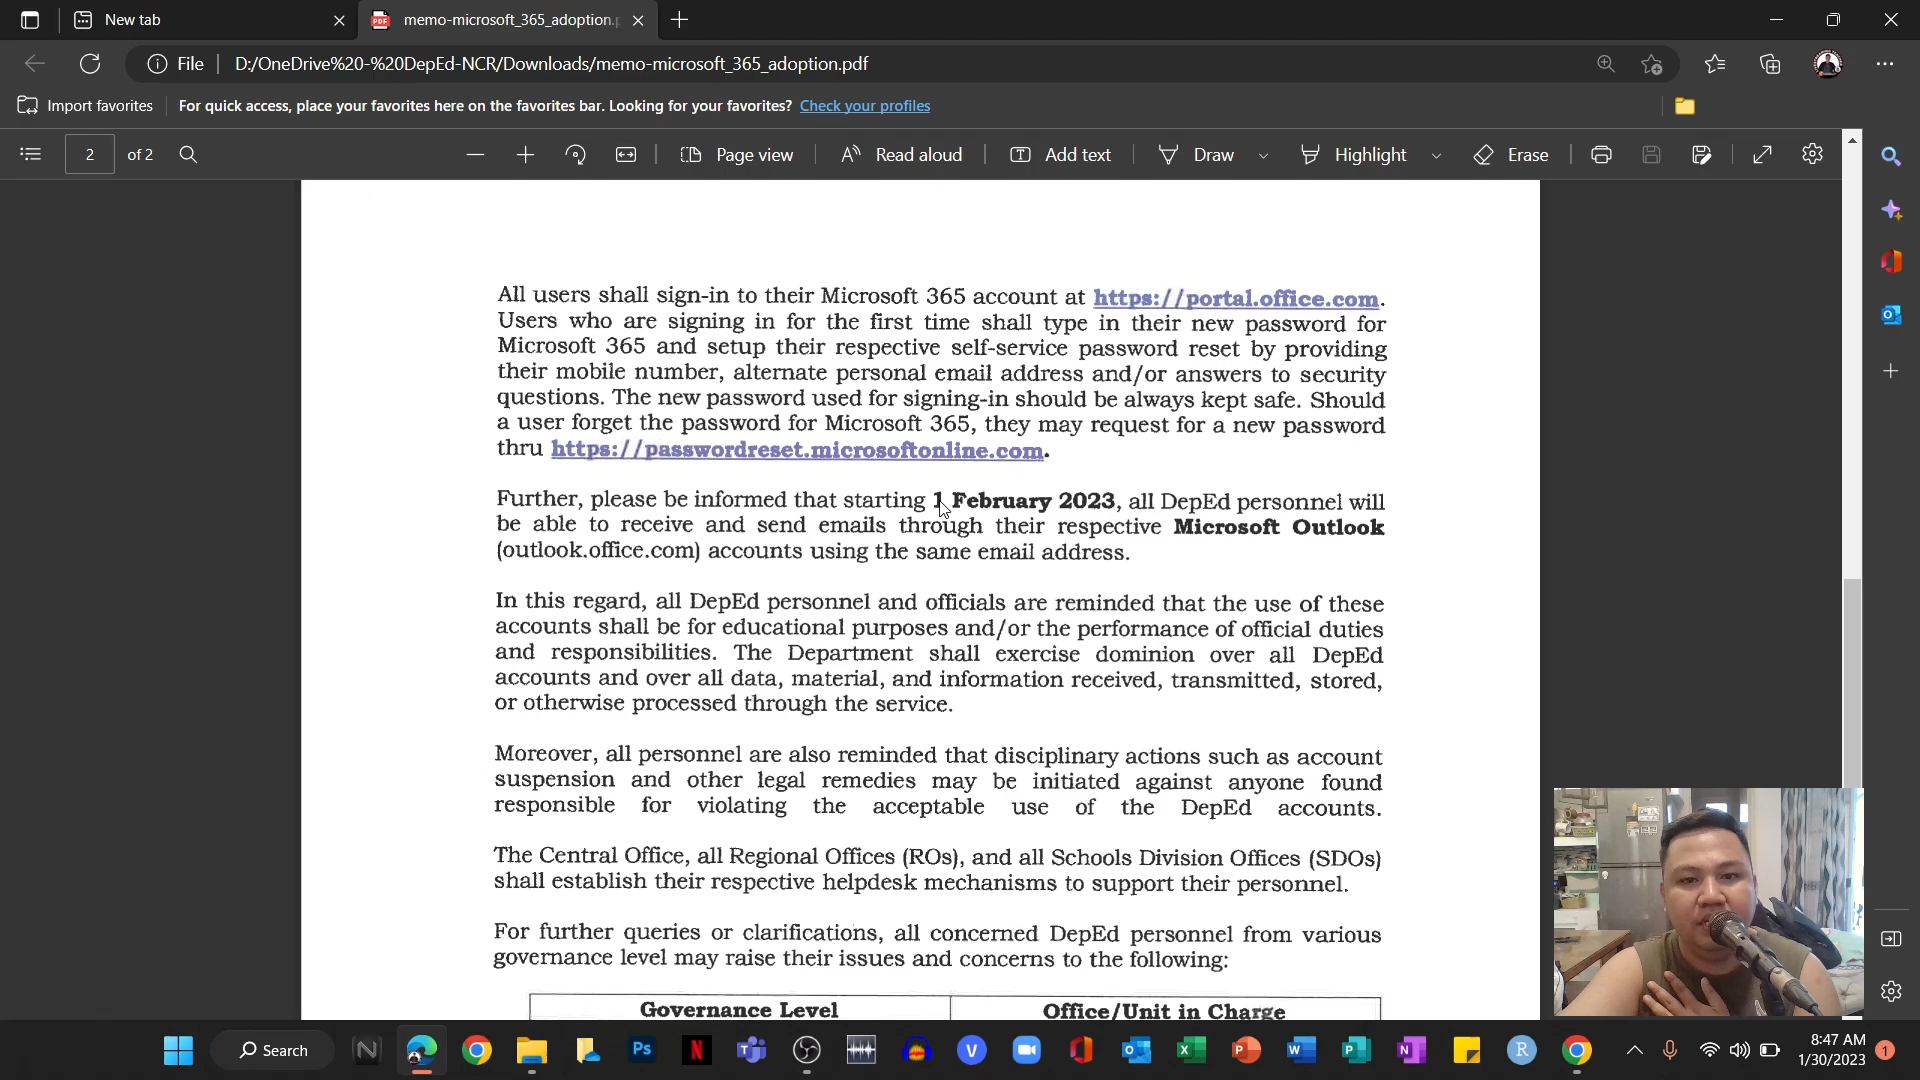 New tab
memo-microsoft_365_adoption.p
File
D:/OneDrive%20-%20DepEd-NCR/Downloads/memo-microsoft_365_adoption.pdf
Import favorites
For quick access, place your favorites here on the favorites bar. Looking for your favorites? Check your profiles
2 of 2
Page view
Read aloud
Add text
Draw
Highlight
Erase
All users shall sign-in to their Microsoft 365 account at https://portal.office.com.
Users who are signing in for the first time shall type in their new password for
Microsoft 365 and setup their respective self-service password reset by providing
their mobile number, alternate personal email address and/or answers to security
questions. The new password used for signing-in should be always kept safe. Should
a user forget the password for Microsoft 365, they may request for a new password
thru https://passwordreset.microsoftonline.com.
Further, please be informed that starting 1 February 2023, all DepEd personnel will
be able to receive and send emails through their respective Microsoft Outlook
(outlook.office.com) accounts using the same email address.
In this regard, all DepEd personnel and officials are reminded that the use of these
accounts shall be for educational purposes and/or the performance of official duties
and responsibilities. The Department shall exercise dominion over all DepEd
accounts and over all data, material, and information received, transmitted, stored,
or otherwise processed through the service.
Moreover, all personnel are also reminded that disciplinary actions such as account
suspension and other legal remedies may be initiated against anyone found
responsible for violating the acceptable use of the DepEd accounts.
The Central Office, all Regional Offices (ROs), and all Schools Division Offices (SDOs)
shall establish their respective helpdesk mechanisms to support their personnel.
For further queries or clarifications, all concerned DepEd personnel from various
governance level may raise their issues and concerns to the following:
Governance Level
Office/Unit in Charge
Search
8:47 AM
1/30/2023
1